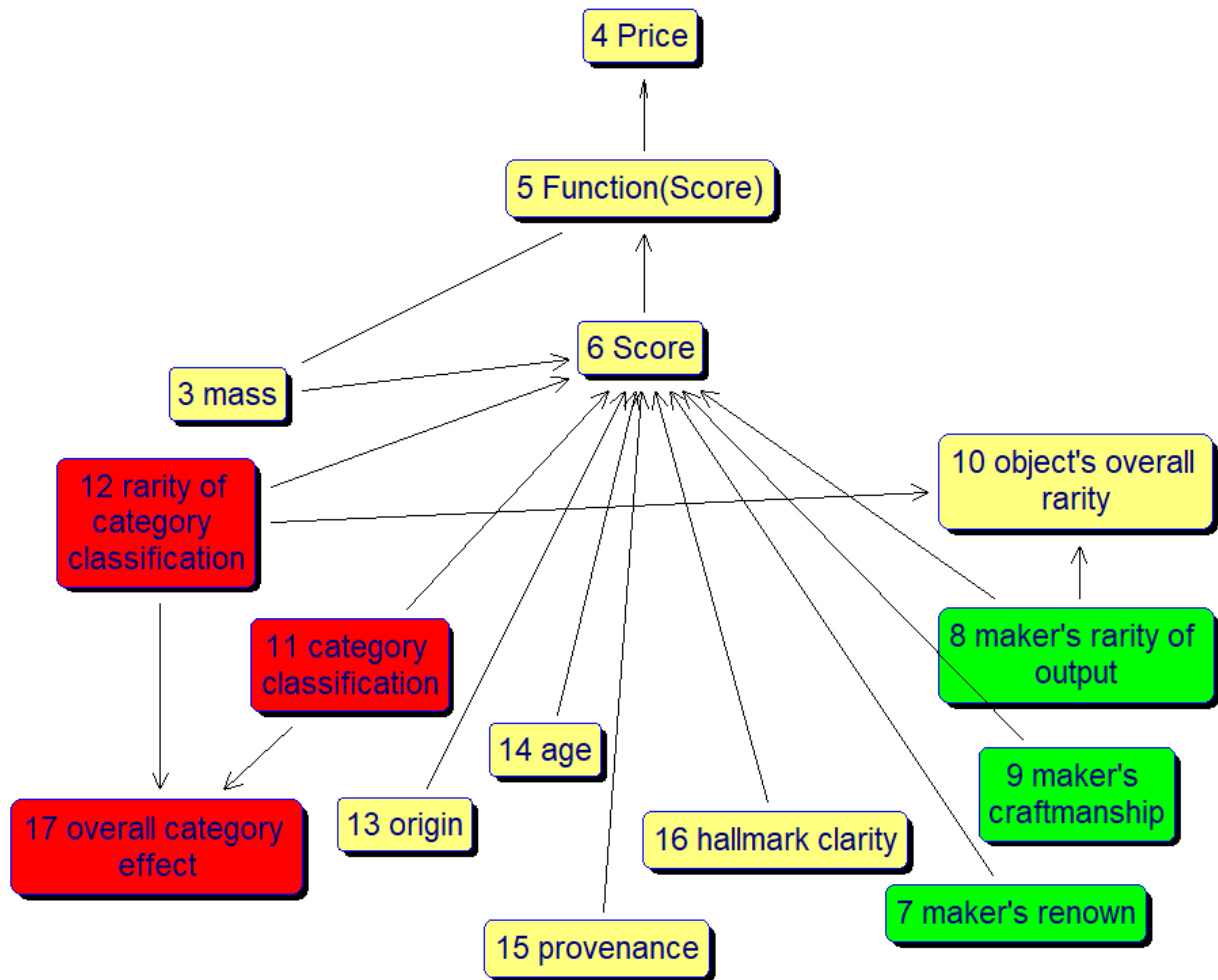 4 Price
5 Function(Score)
6 Score
3 mass
12 rarity of
category
classification
10 object's overall
rarity
11 category
classification
8 maker's rarity of
output
14 age
9 maker's
craftmanship
17 overall category
effect
13 origin
16 hallmark clarity
7 maker's renown
15 provenance